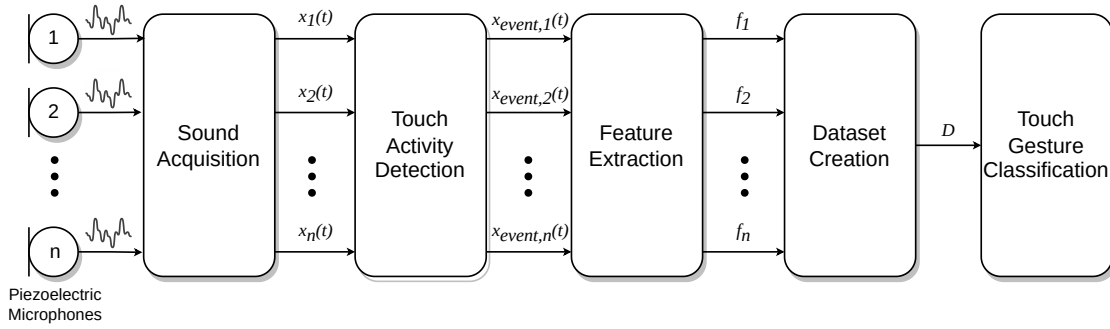 1
x1(t)
xevent,1(t)
f1
2
x2(t)
xevent,2(t)
f2
Sound
Acquisition
Touch
Activity
Detection
Feature
Extraction
Dataset
Creation
D
Touch
Gesture
Classification
n
xn(t)
xevent,n(t)
fn
Piezoelectric
Microphones